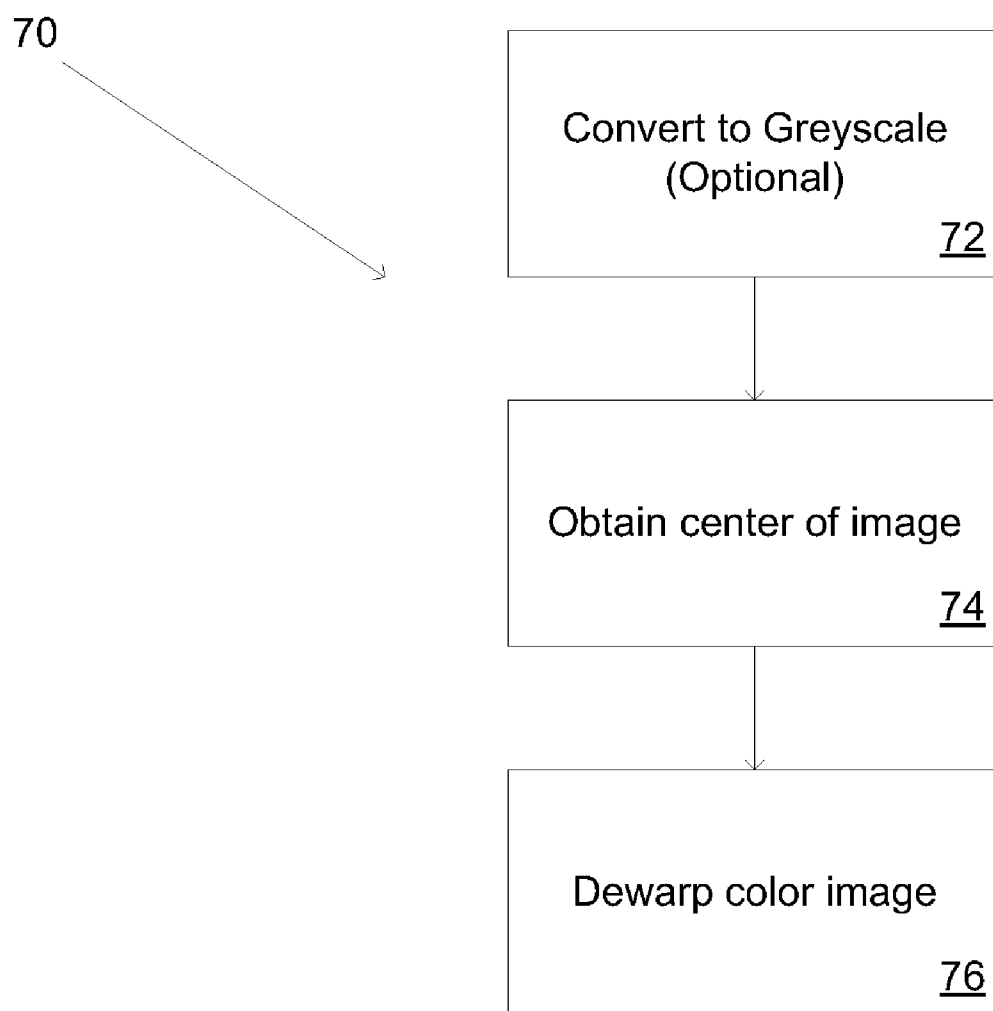 70
Convert to Greyscale
(Optional)
72
Obtain center of image
74
Dewarp color image
76